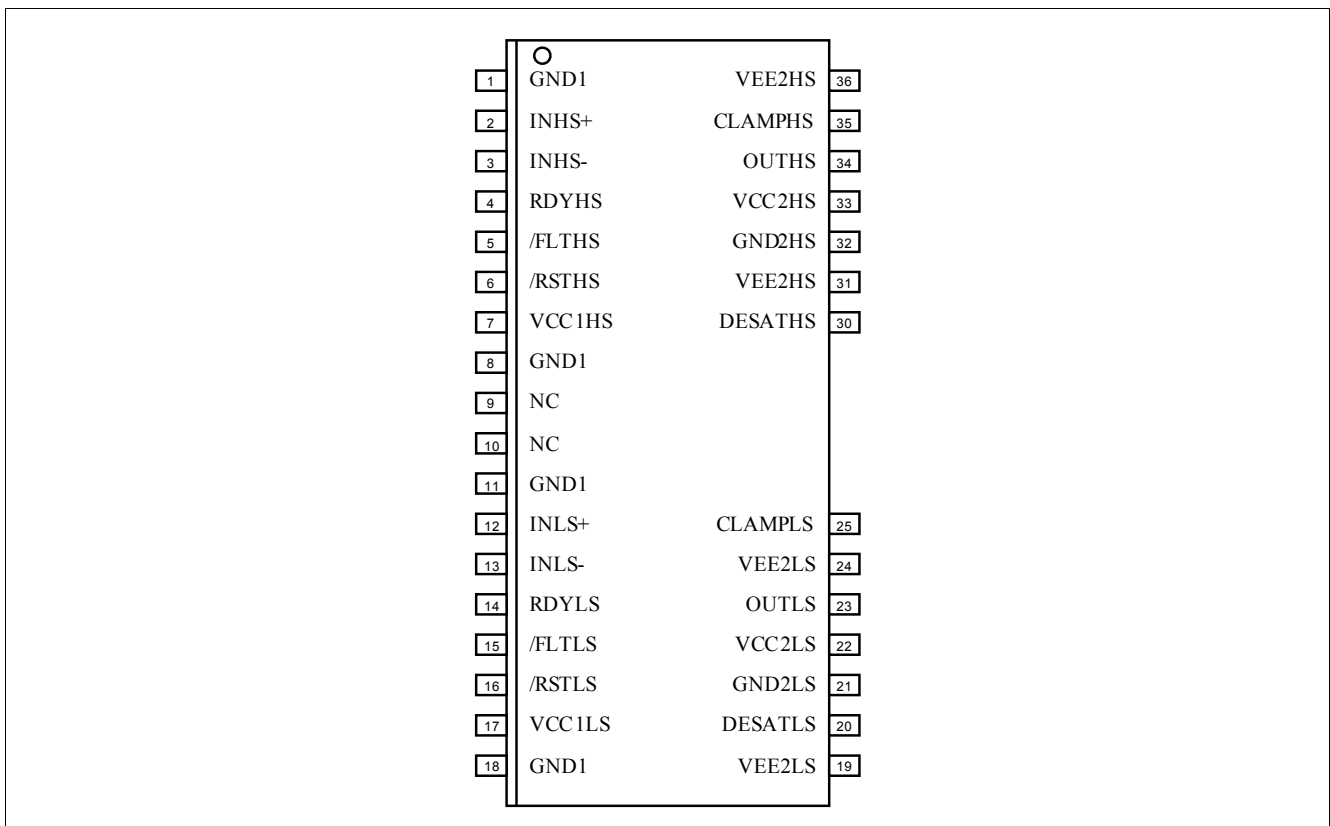 1 GND1 VEE2HS 36
2 INHS+ CLAMPHS 35
3 INHS- OUTHS 34
4 RDYHS VCC2HS 33
5 /FLTHS GND2HS 32
6 /RSTHS VEE2HS 31
7 VCC1HS DESATHS 30
8 GND1
9 NC
10 NC
11 GND1
12 INLS+ CLAMPLS 25
13 INLS- VEE2LS 24
14 RDYLS OUTLS 23
15 /FLTLS VCC2LS 22
16 /RSTLS GND2LS 21
17 VCC1LS DESATLS 20
18 GND1 VEE2LS 19